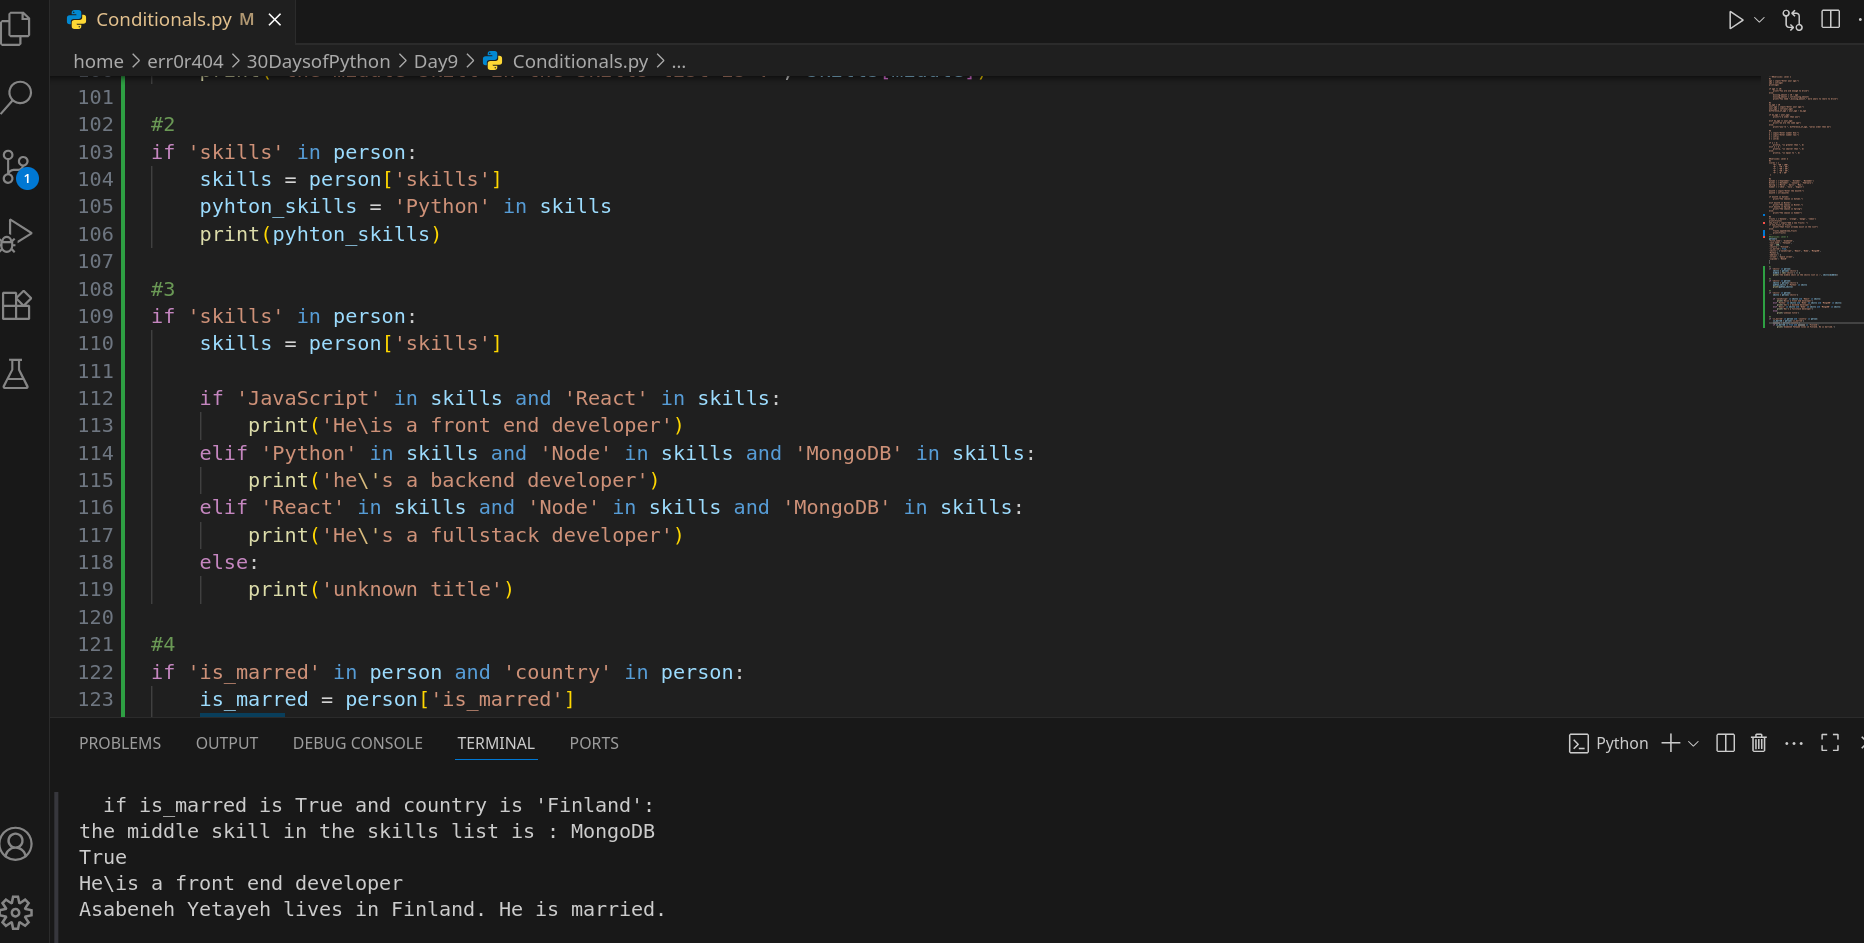 Conditionals.py M
home > err0r404 > 30DaysofPython > Day9 > Conditionals.py > ...
101
102 #2
103 if 'skills' in person:
104 skills = person['skills']
105 pyhton_skills = 'Python' in skills
106 print(pyhton_skills)
107
108 #3
109 if 'skills' in person:
110 skills = person['skills']
111
112 if 'JavaScript' in skills and 'React' in skills:
113 print('He\is a front end developer')
114 elif 'Python' in skills and 'Node' in skills and 'MongoDB' in skills:
115 print('he\'s a backend developer')
116 elif 'React' in skills and 'Node' in skills and 'MongoDB' in skills:
117 print('He\'s a fullstack developer')
118 else:
119 print('unknown title')
120
121 #4
122 if 'is_marred' in person and 'country' in person:
123 is_marred = person['is_marred']
1
PROBLEMS OUTPUT DEBUG CONSOLE TERMINAL PORTS Python
if is_marred is True and country is 'Finland':
the middle skill in the skills list is : MongoDB
True
He\is a front end developer
Asabeneh Yetayeh lives in Finland. He is married.